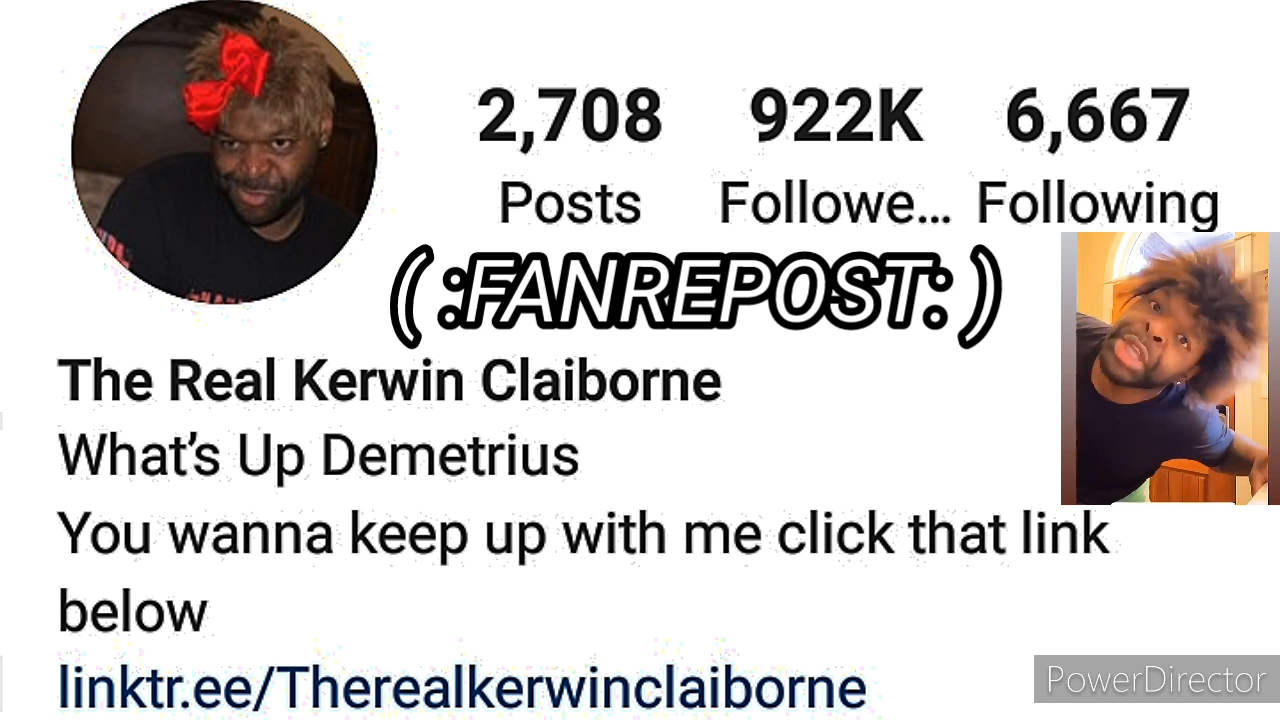 2,708 922K 6,667
Posts Followe... Following
( :FANREPOST: )
The Real Kerwin Claiborne
What's Up Demetrius
You wanna keep up with me click that link
below
linktr.ee/Therealkerwinclaiborne
PowerDirector